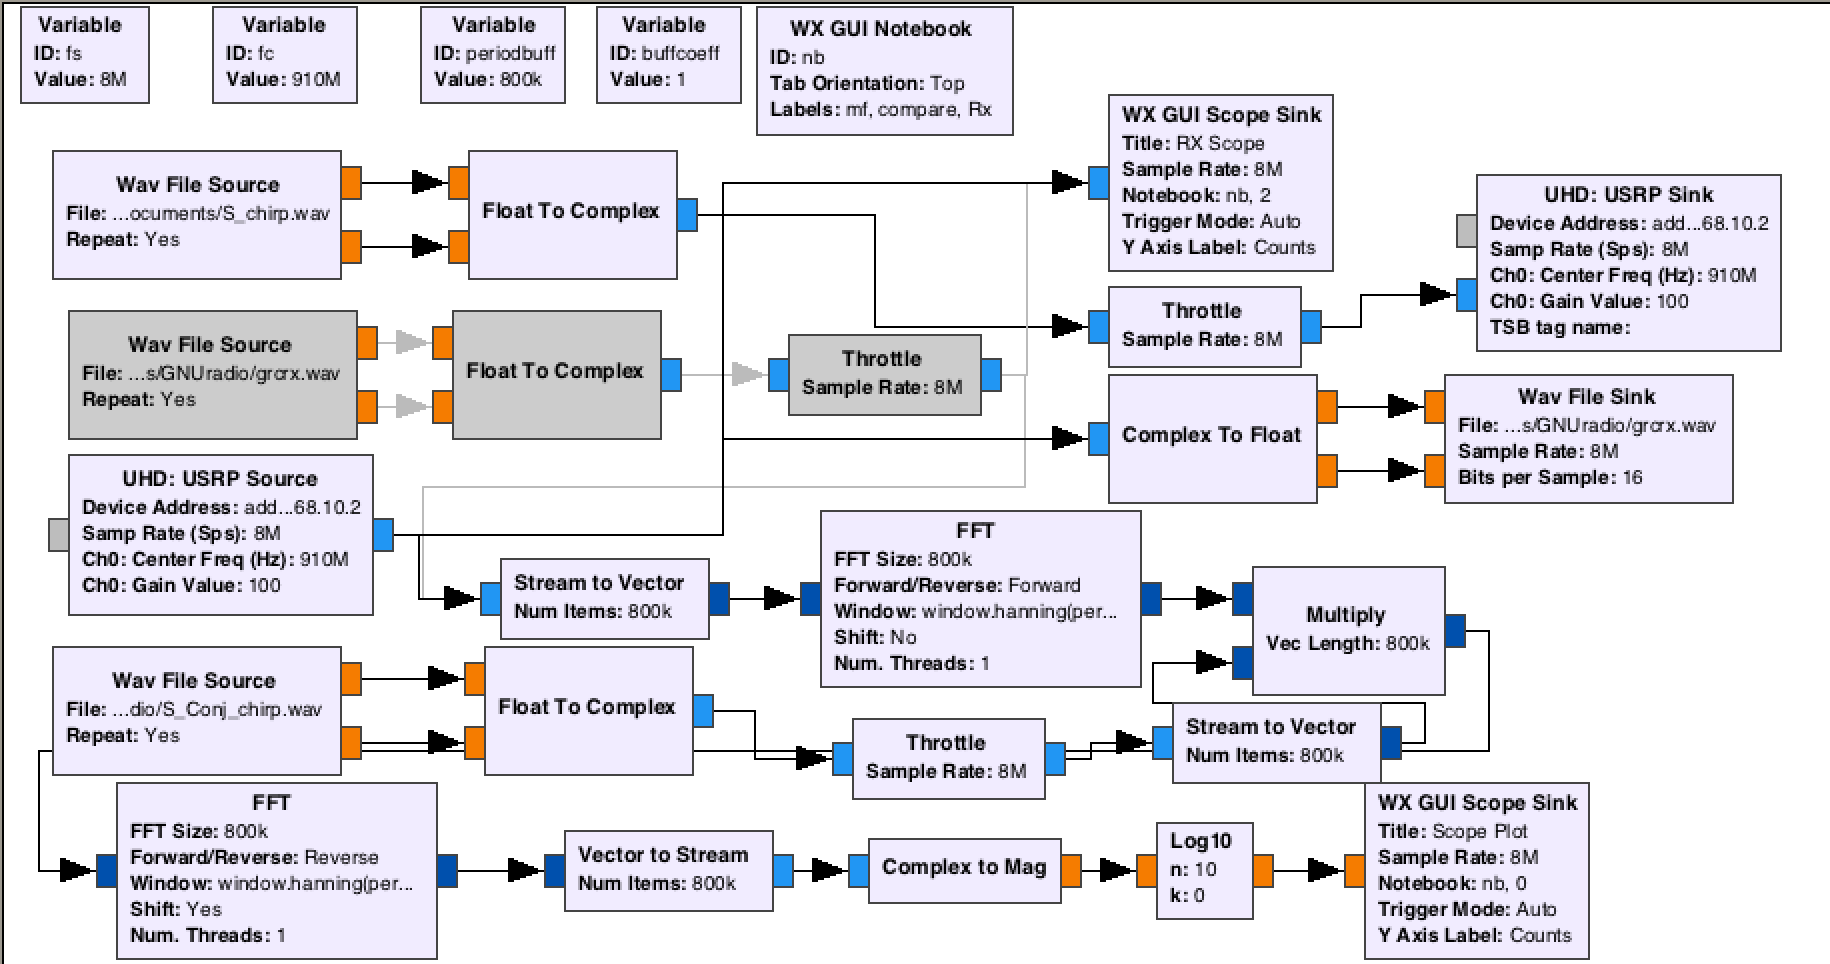 Variable
ID: fs
Value: 8M
Variable
ID: fc
Value: 910M
Variable
ID: periodbuff
Value: 800k
Variable
ID: buffcoeff
Value: 1
WX GUI Notebook
ID: nb
Tab Orientation: Top
Labels: mf, compare, Rx
Wav File Source
File: ...ocuments/S_chirp.wav
Repeat: Yes
Float To Complex
WX GUI Scope Sink
Title: RX Scope
Sample Rate: 8M
Notebook: nb, 2
Trigger Mode: Auto
Y Axis Label: Counts
UHD: USRP Sink
Device Address: add...68.10.2
Samp Rate (Sps): 8M
Ch0: Center Freq (Hz): 910M
Ch0: Gain Value: 100
TSB tag name:
Throttle
Sample Rate: 8M
Wav File Source
File: ...s/GNUradio/grcrx.wav
Repeat: Yes
Float To Complex
Throttle
Sample Rate: 8M
Complex To Float
Wav File Sink
File: ...s/GNUradio/grcrx.wav
Sample Rate: 8M
Bits per Sample: 16
UHD: USRP Source
Device Address: add...68.10.2
Samp Rate (Sps): 8M
Ch0: Center Freq (Hz): 910M
Ch0: Gain Value: 100
Stream to Vector
Num Items: 800k
FFT
FFT Size: 800k
Forward/Reverse: Forward
Window: window.hanning(per...
Shift: No
Num. Threads: 1
Multiply
Vec Length: 800k
Wav File Source
File: ...dio/S_Conj_chirp.wav
Repeat: Yes
Float To Complex
Throttle
Sample Rate: 8M
Stream to Vector
Num Items: 800k
FFT
FFT Size: 800k
Forward/Reverse: Reverse
Window: window.hanning(per...
Shift: Yes
Num. Threads: 1
Vector to Stream
Num Items: 800k
Complex to Mag
Log10
n: 10
k: 0
WX GUI Scope Sink
Title: Scope Plot
Sample Rate: 8M
Notebook: nb, 0
Trigger Mode: Auto
Y Axis Label: Counts